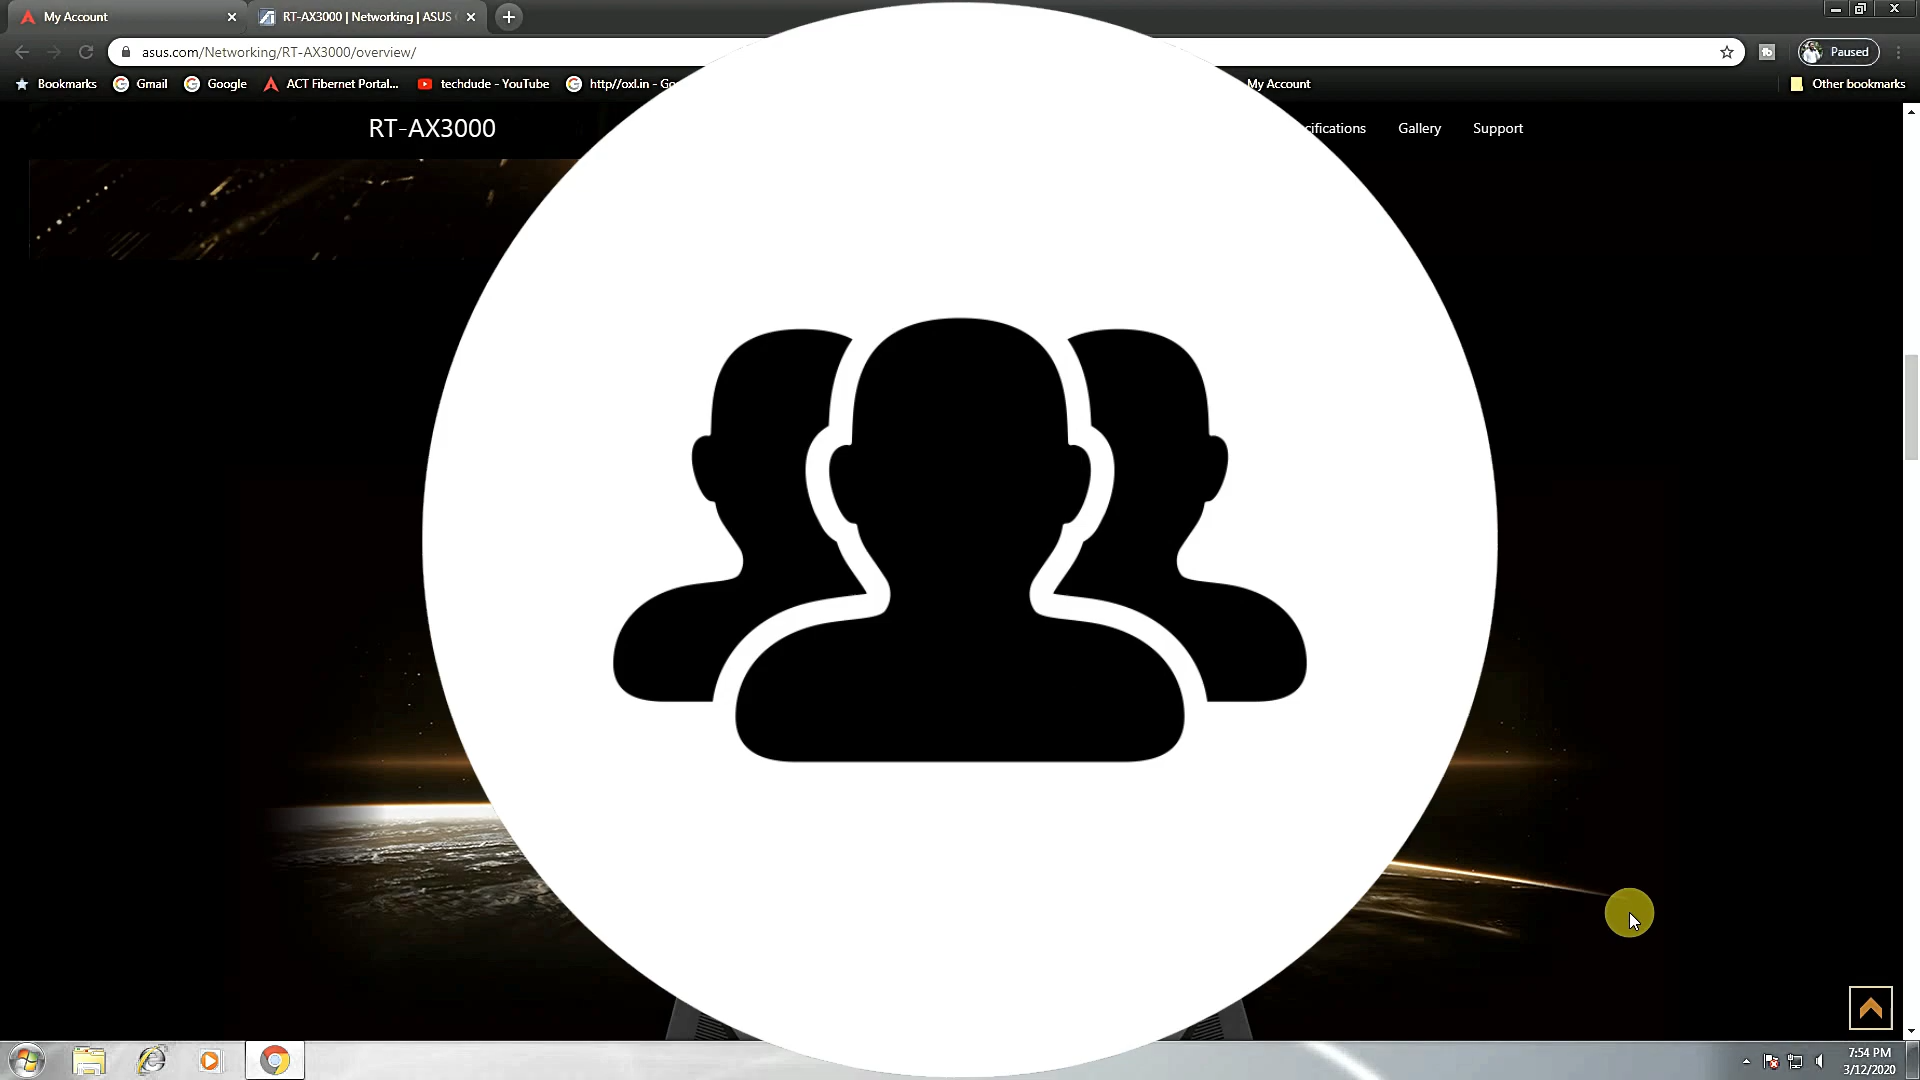 My Account
RT-AX3000 | Networking | ASUS
asus.com/Networking/RT-AX3000/overview/
Paused
Bookmarks
Gmail
Google
ACT Fibernet Portal...
techdude - YouTube
http//oxl.in - Go
My Account
Other bookmarks
RT-AX3000
cifications
Gallery
Support
7:54 PM
3/12/2020